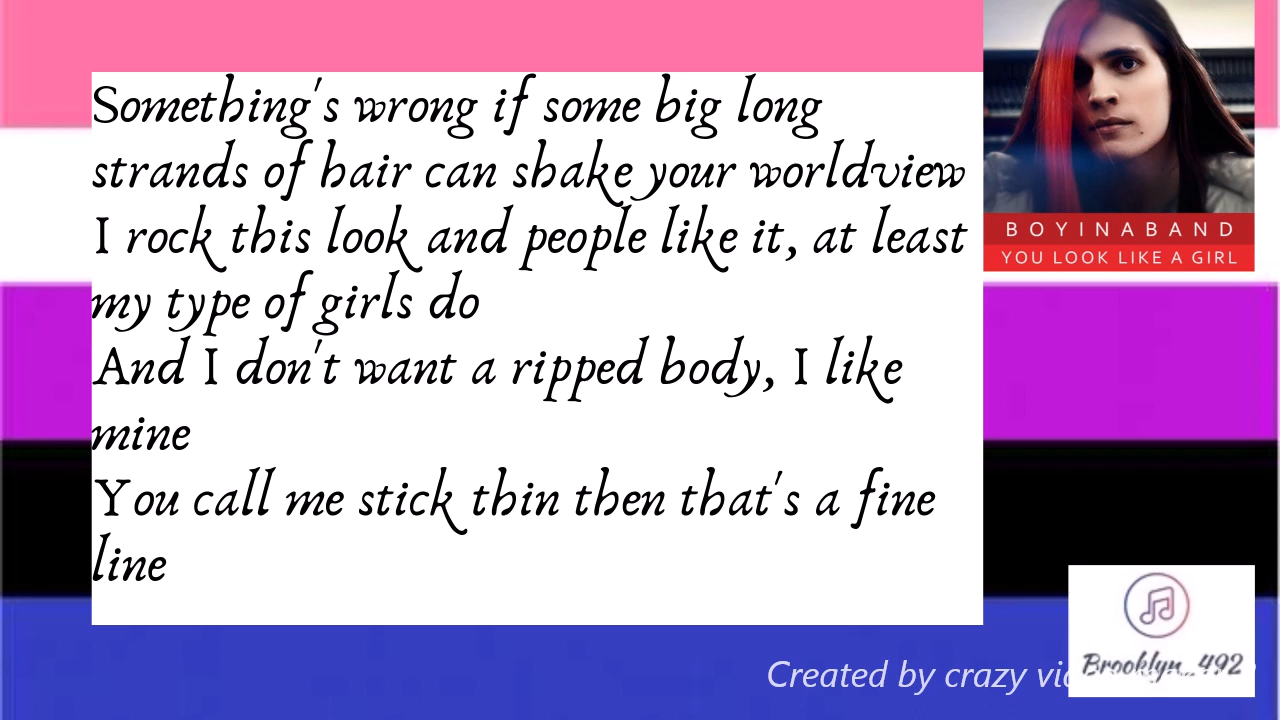 Something's wrong if some big long
strands of hair can shake your worldview
I rock this look and people like it, at least
my type of girls do
And I don't want a ripped body, I like
mine
You call me stick thin then that's a fine
line
BOYINABAND
YOU LOOK LIKE A GIRL
Brooklyn_492
Created by crazy